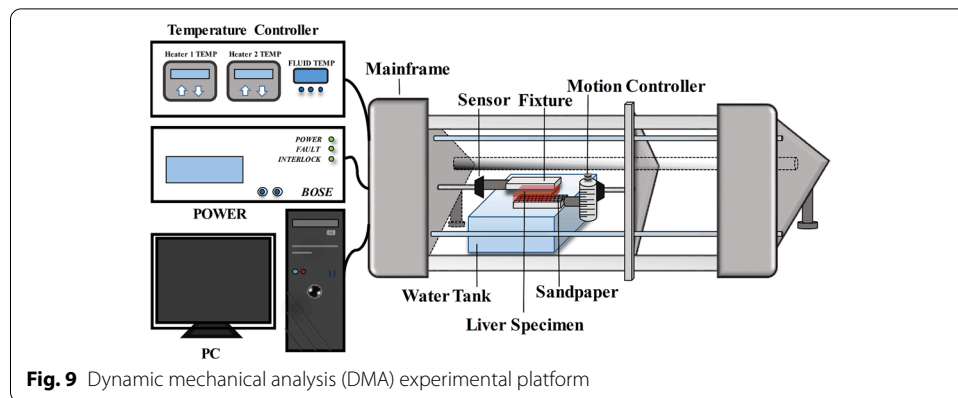 Temperature Controller
Heater 1 TEMP Heater 2 TEMP
FLUID TEMP
Mainframe
Sensor Fixture Motion Controller
POWER
FAULT
INTERLOCK
BOSE
POWER
Water Tank Sandpaper
Liver Specimen
PC
Fig. 9 Dynamic mechanical analysis (DMA) experimental platform